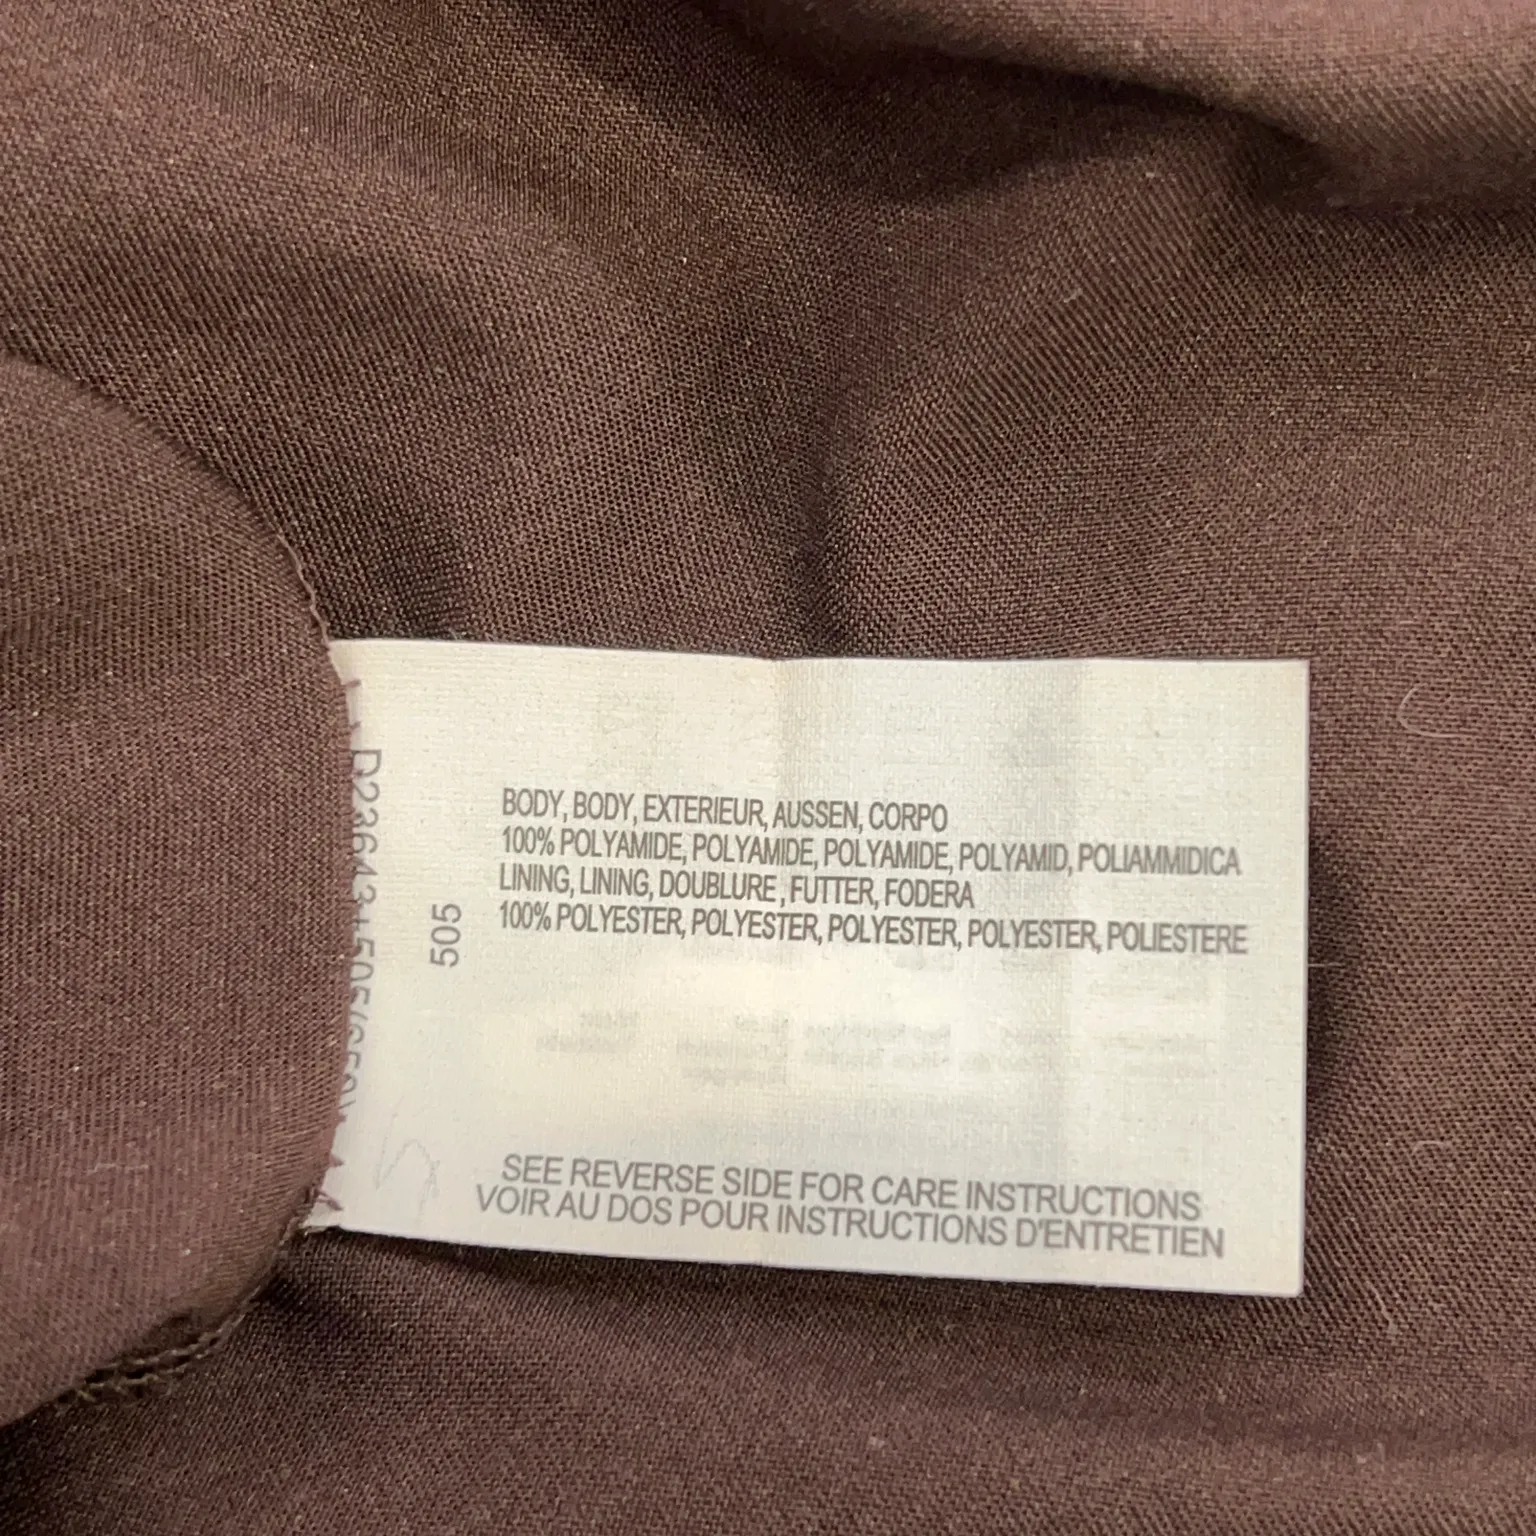 BODY, BODY, EXTERIEUR, AUSSEN, CORPO
100% POLYAMIDE, POLYAMIDE, POLYAMIDE, POLYAMID, POLIAMMIDICA
LINING, LINING, DOUBLURE, FUTTER, FODERA
100% POLYESTER, POLYESTER, POLYESTER, POLYESTER, POLIESTERE
505
SEE REVERSE SIDE FOR CARE INSTRUCTIONS
VOIR AU DOS POUR INSTRUCTIONS D'ENTRETIEN